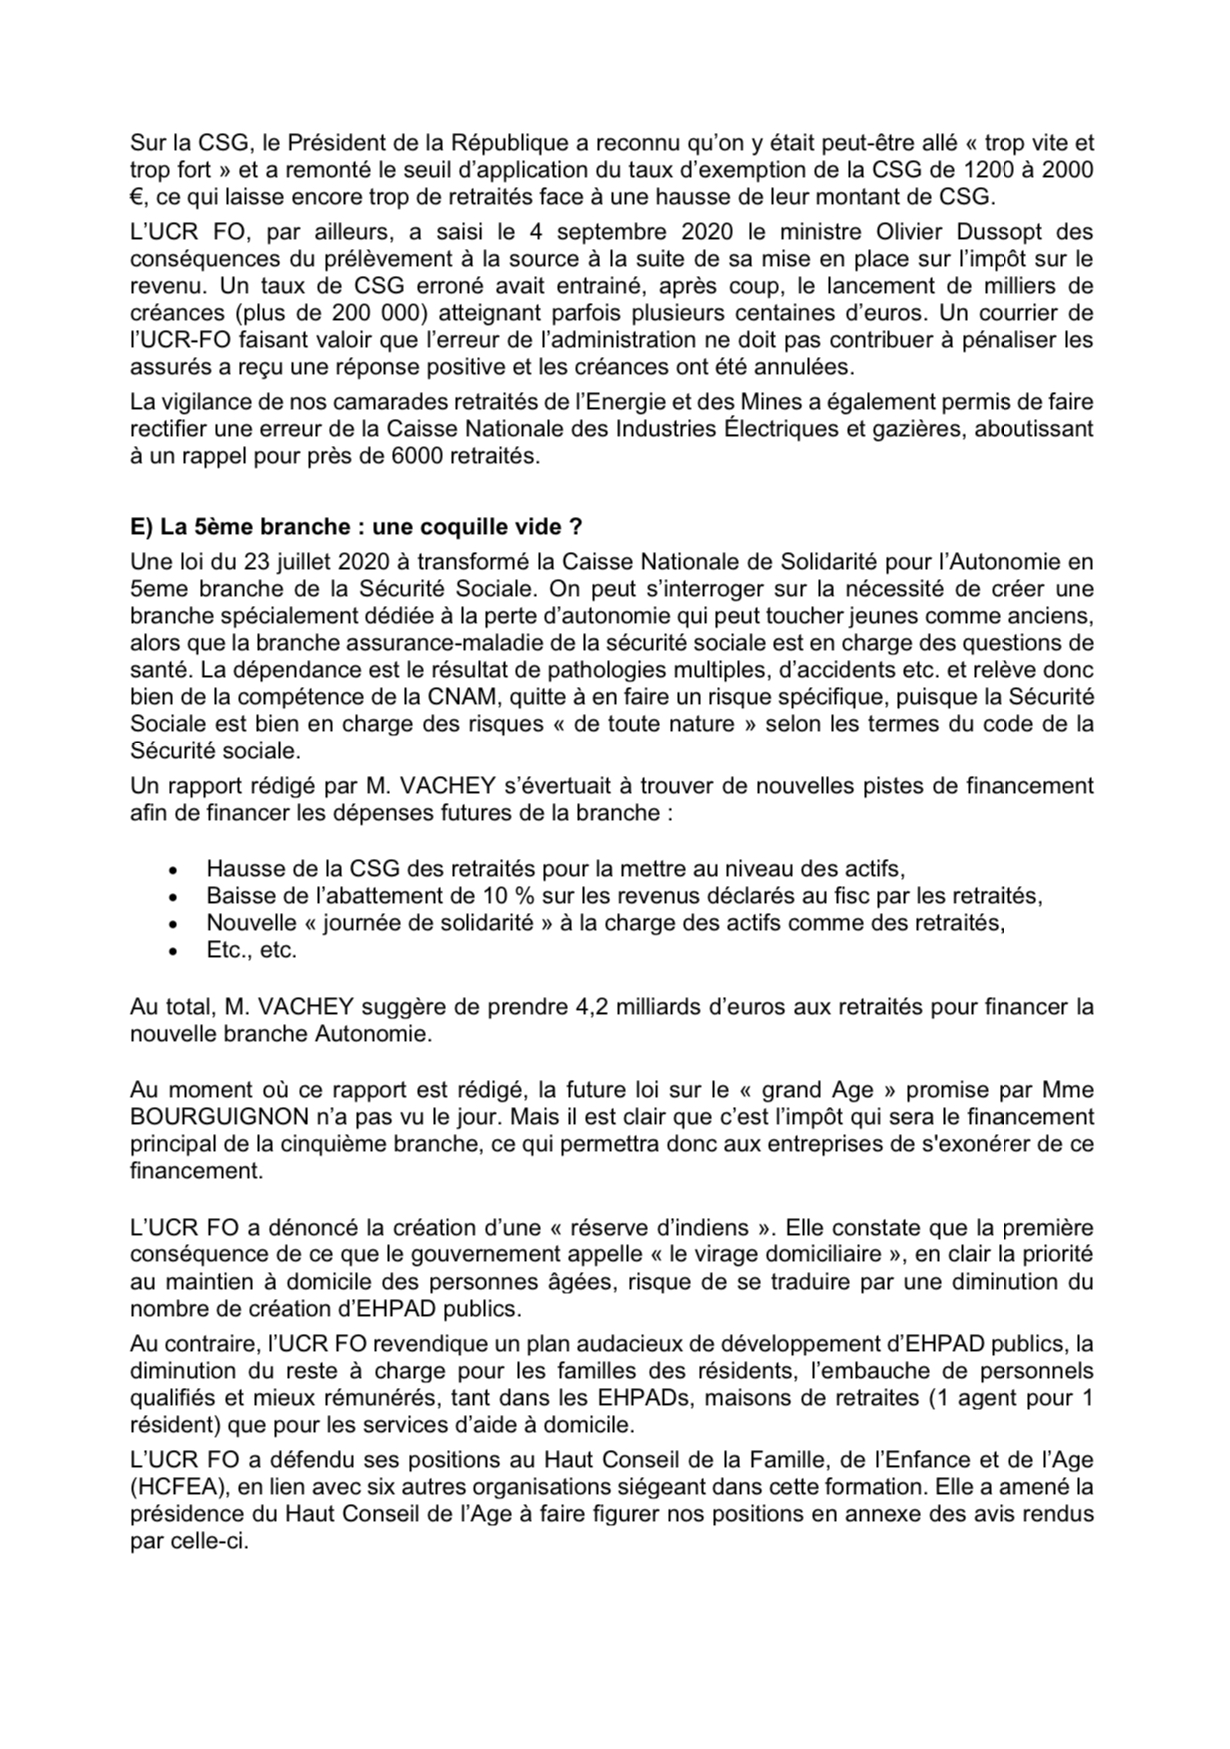 Sur la CSG, le Président de la République a reconnu qu’on y était peut-être allé « trop vite et
trop fort » et a remonté le seuil d’application du taux d’exemption de la CSG de 1200 à 2000
€, ce qui laisse encore trop de retraités face à une hausse de leur montant de CSG.
L’UCR FO, par ailleurs, a saisi le 4 septembre 2020 le ministre Olivier Dussopt des
conséquences du prélèvement à la source à la suite de sa mise en place sur l’impôt sur le
revenu. Un taux de CSG erroné avait entrainé, après coup, le lancement de milliers de
créances (plus de 200 000) atteignant parfois plusieurs centaines d’euros. Un courrier de
l’UCR-FO faisant valoir que l’erreur de l’administration ne doit pas contribuer à pénaliser les
assurés a reçu une réponse positive et les créances ont été annulées.
La vigilance de nos camarades retraités de l’Energie et des Mines a également permis de faire
rectifier une erreur de la Caisse Nationale des Industries Électriques et gazières, aboutissant
à un rappel pour près de 6000 retraités.
E) La 5ème branche : une coquille vide ?
Une loi du 23 juillet 2020 à transformé la Caisse Nationale de Solidarité pour l’Autonomie en
5eme branche de la Sécurité Sociale. On peut s’interroger sur la nécessité de créer une
branche spécialement dédiée à la perte d’autonomie qui peut toucher jeunes comme anciens,
alors que la branche assurance-maladie de la sécurité sociale est en charge des questions de
santé. La dépendance est le résultat de pathologies multiples, d’accidents etc. et relève donc
bien de la compétence de la CNAM, quitte à en faire un risque spécifique, puisque la Sécurité
Sociale est bien en charge des risques « de toute nature » selon les termes du code de la
Sécurité sociale.
Un rapport rédigé par M. VACHEY s’évertuait à trouver de nouvelles pistes de financement
afin de financer les dépenses futures de la branche :
• Hausse de la CSG des retraités pour la mettre au niveau des actifs,
• Baisse de l’abattement de 10 % sur les revenus déclarés au fisc par les retraités,
• Nouvelle « journée de solidarité » à la charge des actifs comme des retraités,
• Etc., etc.
Au total, M. VACHEY suggère de prendre 4,2 milliards d’euros aux retraités pour financer la
nouvelle branche Autonomie.
Au moment où ce rapport est rédigé, la future loi sur le « grand Age » promise par Mme
BOURGUIGNON n’a pas vu le jour. Mais il est clair que c’est l’impôt qui sera le financement
principal de la cinquième branche, ce qui permettra donc aux entreprises de s'exonérer de ce
financement.
L’UCR FO a dénoncé la création d’une « réserve d’indiens ». Elle constate que la première
conséquence de ce que le gouvernement appelle « le virage domiciliaire », en clair la priorité
au maintien à domicile des personnes âgées, risque de se traduire par une diminution du
nombre de création d’EHPAD publics.
Au contraire, l’UCR FO revendique un plan audacieux de développement d’EHPAD publics, la
diminution du reste à charge pour les familles des résidents, l’embauche de personnels
qualifiés et mieux rémunérés, tant dans les EHPADs, maisons de retraites (1 agent pour 1
résident) que pour les services d’aide à domicile.
L’UCR FO a défendu ses positions au Haut Conseil de la Famille, de l’Enfance et de l’Age
(HCFEA), en lien avec six autres organisations siégeant dans cette formation. Elle a amené la
présidence du Haut Conseil de l’Age à faire figurer nos positions en annexe des avis rendus
par celle-ci.